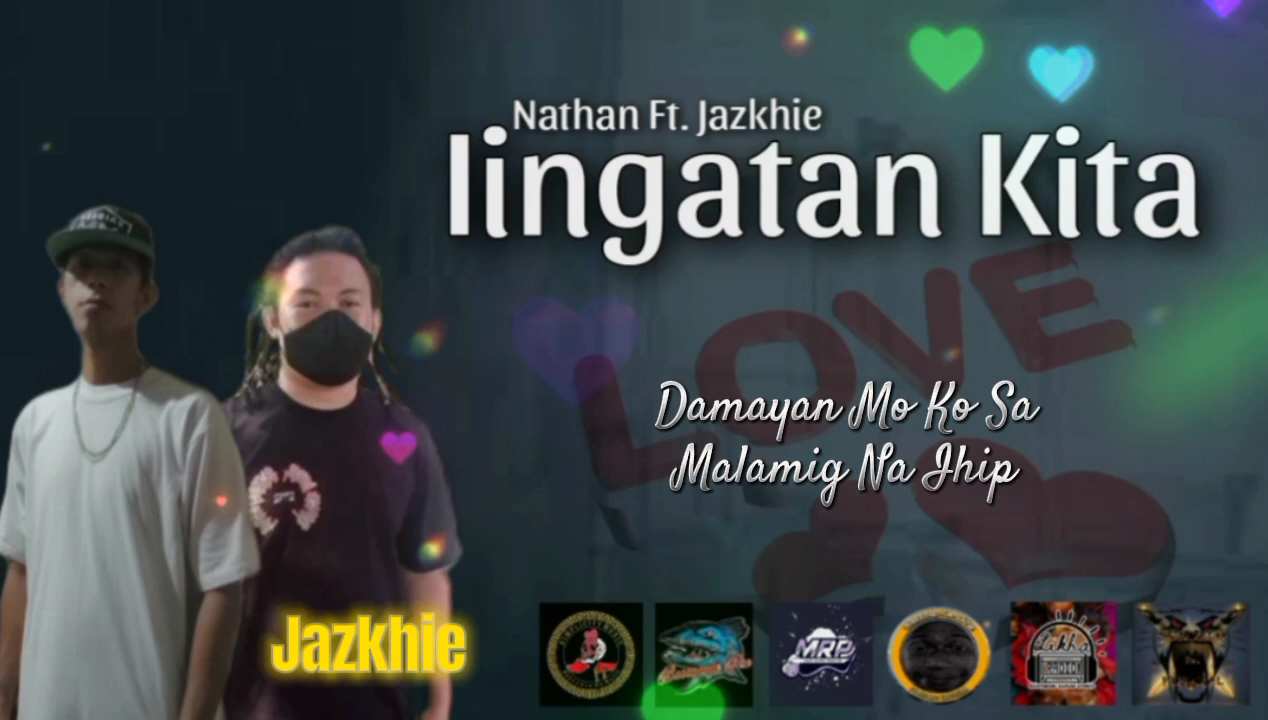 Nathan Ft. Jazkhie
Iingatan Kita
LOVE
Damayan Mo Ko Sa
Malamig Na Ihip
Jazkhie
MRP